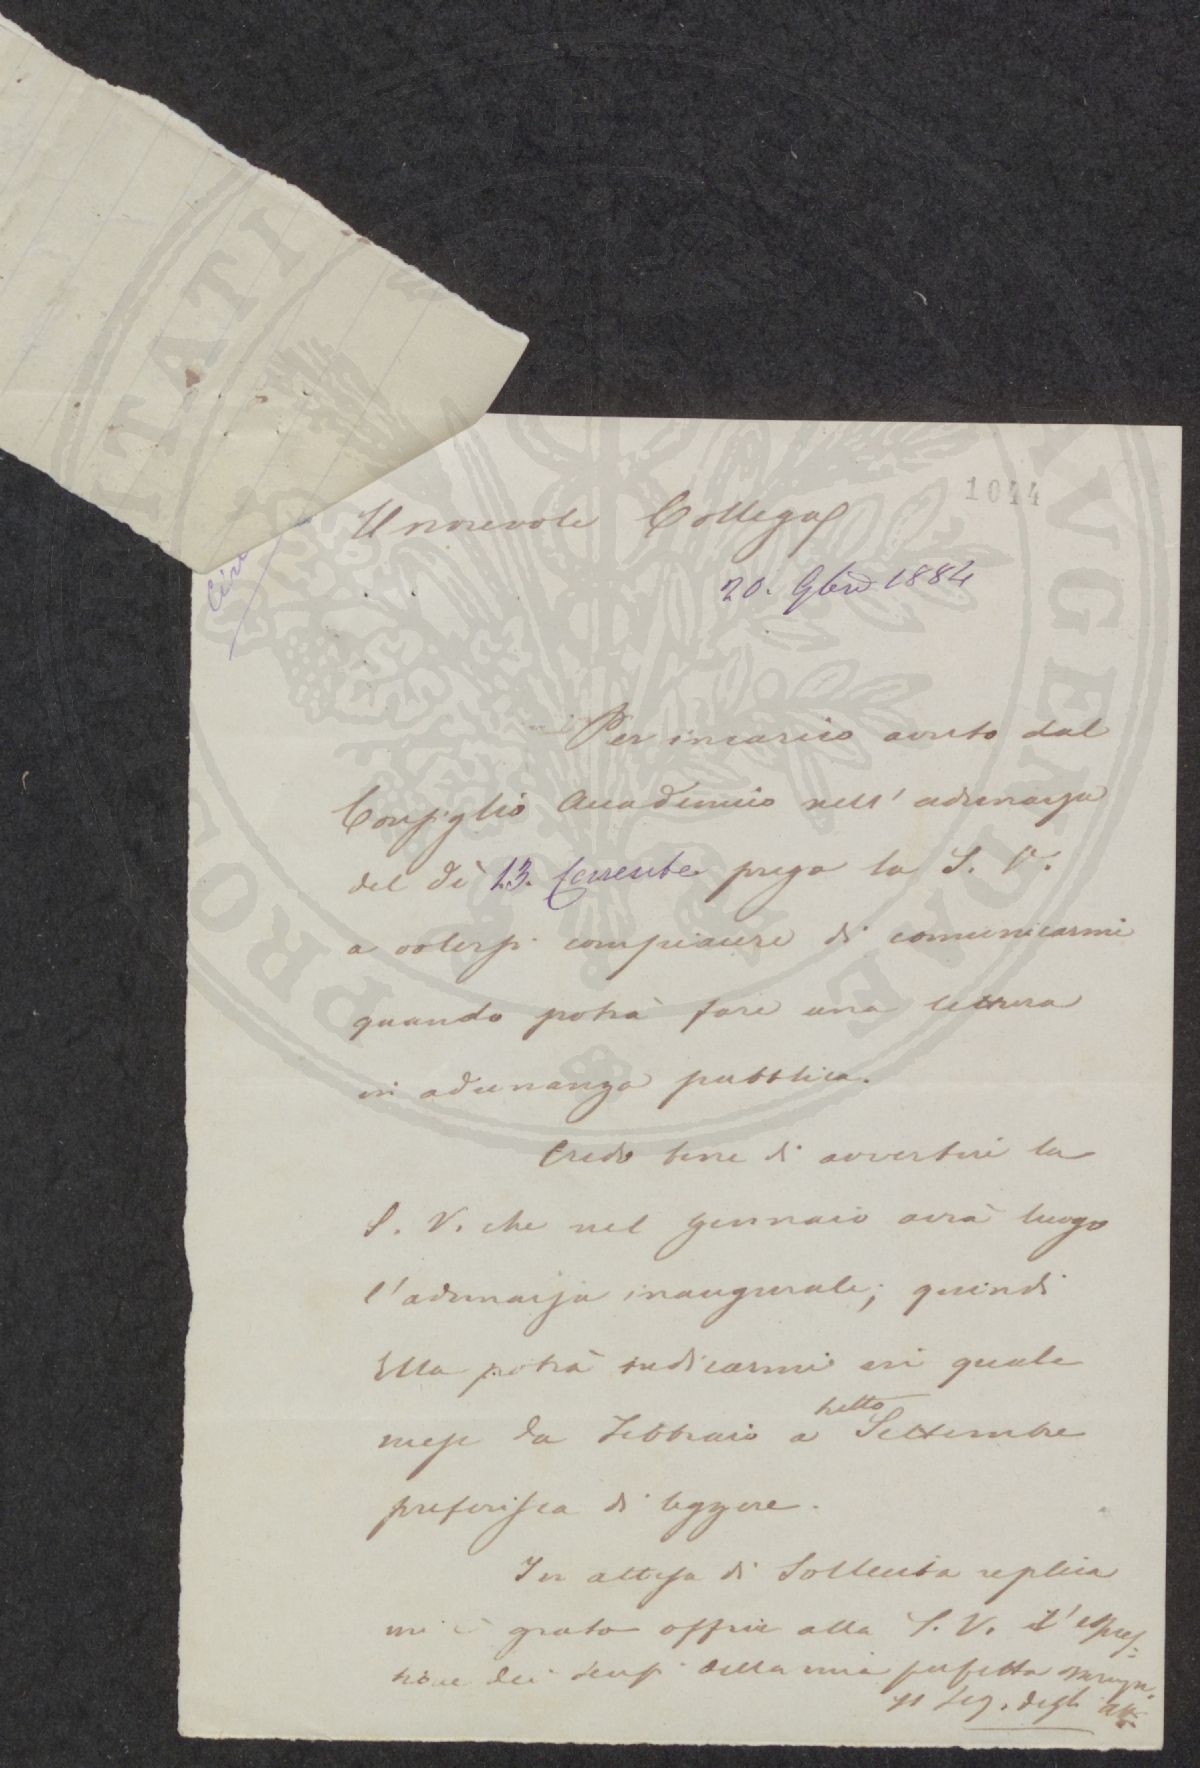 1044
Onorevole Collega
20. 9bre 1884
Per incarico avuto dal
Consiglio Accademico nell' adunanza
del dì 13. Corrente prego la S. V.
a volersi compiacere di comunicarmi
quando potrà fare una lettura
in adunanza pubblica.
Credo bene di avvertire la
S. V. che nel Gennaio avrà luogo
l'adunanza inaugurale; quindi
Ella potrà indicarmi in quale
mese da Febbraio a tutto Settembre
preferisca di leggere.
In attesa di sollecita replica
mi è grato offrire alla S. V. l'espres=
sione dei sensi della mia perfetta
Il Seg. degli atti
PROSPERITATI AUGENDAE